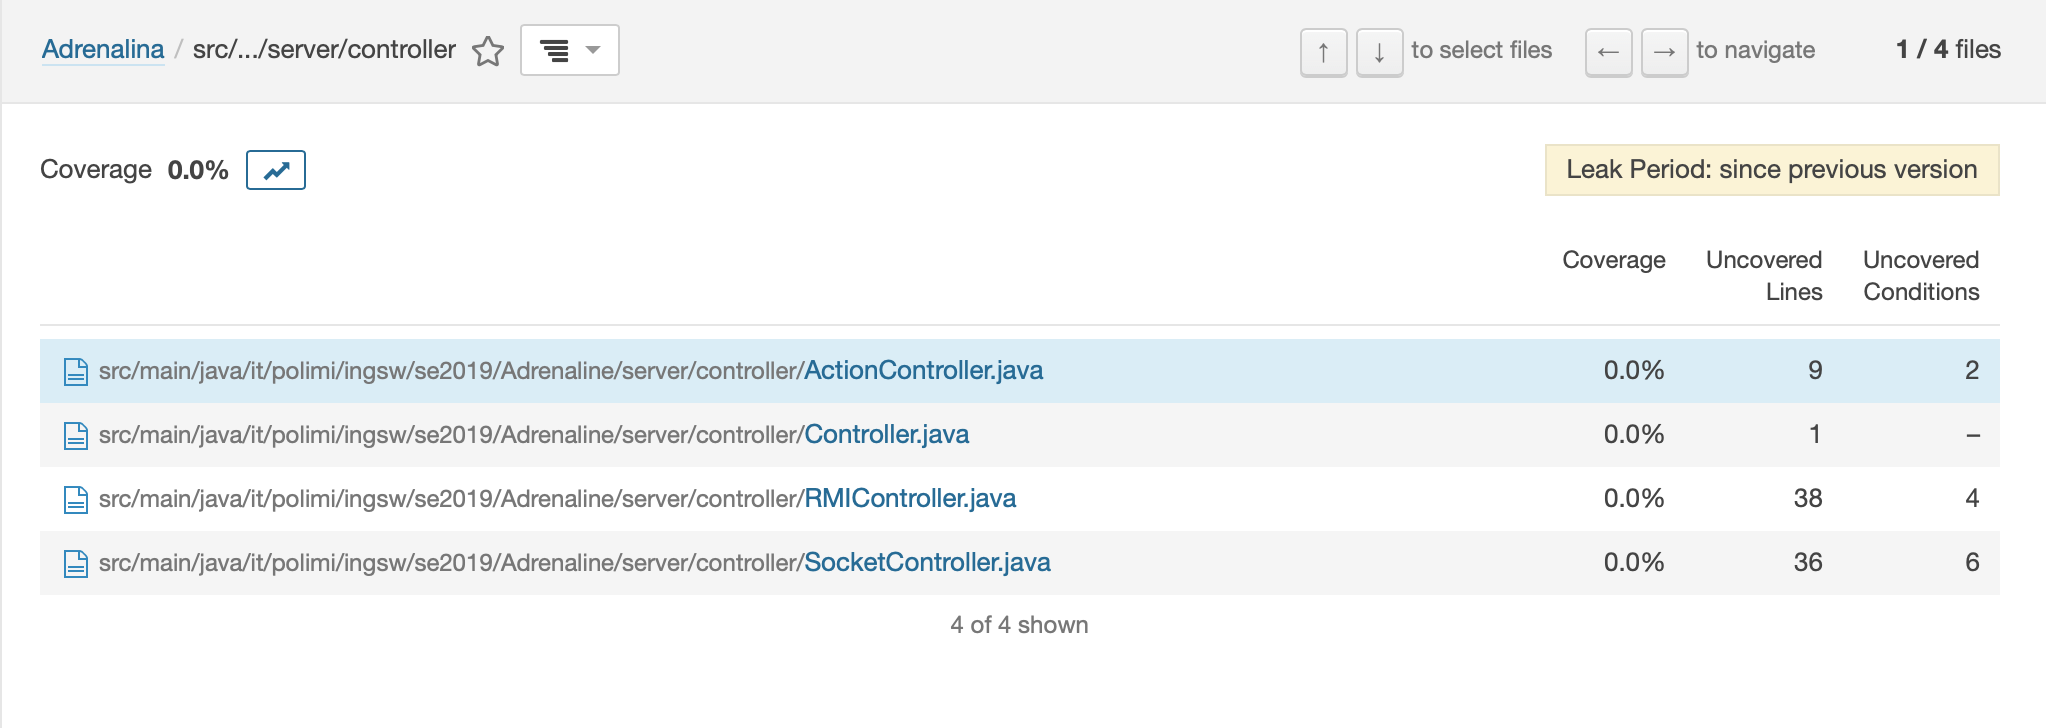 Adrenalina / src/.../server/controller
↑ ↓ to select files ← → to navigate 1 / 4 files
Coverage 0.0%
Leak Period: since previous version
Coverage Uncovered Lines Uncovered Conditions
src/main/java/it/polimi/ingsw/se2019/Adrenaline/server/controller/ActionController.java 0.0% 9 2
src/main/java/it/polimi/ingsw/se2019/Adrenaline/server/controller/Controller.java 0.0% 1 –
src/main/java/it/polimi/ingsw/se2019/Adrenaline/server/controller/RMIController.java 0.0% 38 4
src/main/java/it/polimi/ingsw/se2019/Adrenaline/server/controller/SocketController.java 0.0% 36 6
4 of 4 shown